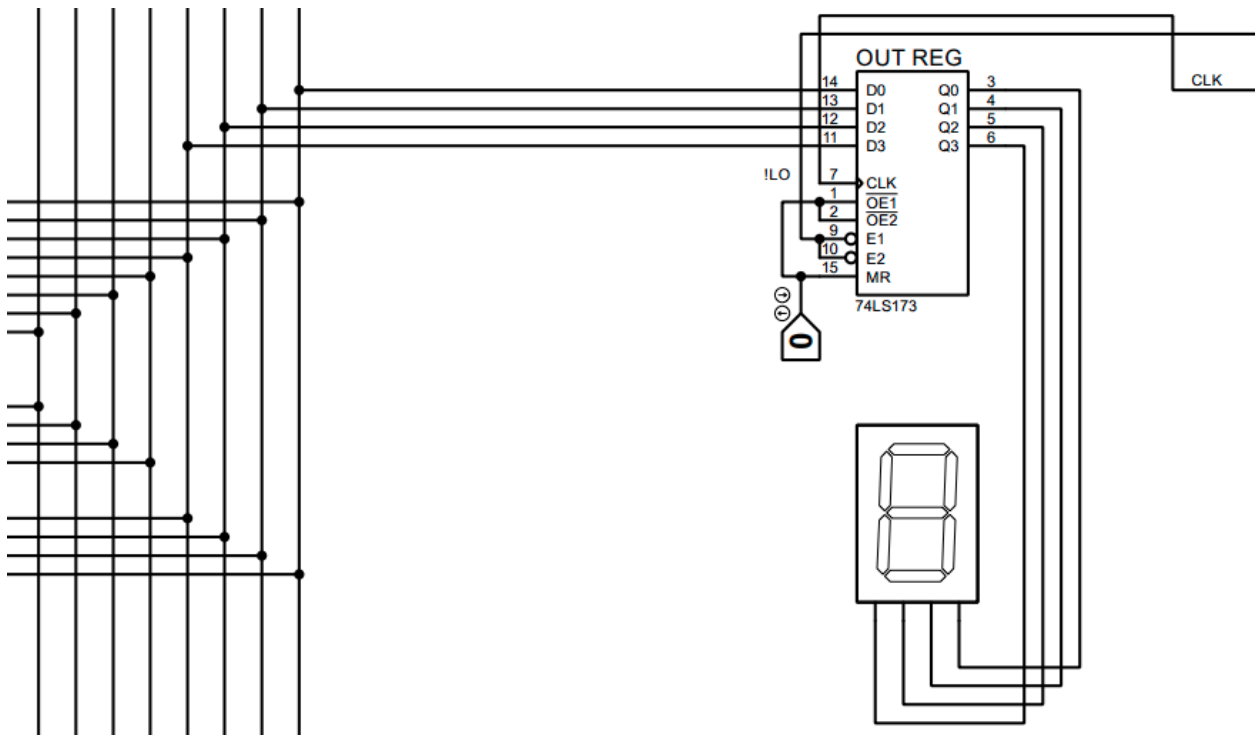 OUT REG
CLK
14 D0 Q0 3
13 D1 Q1 4
12 D2 Q2 5
11 D3 Q3 6
!LO
7 CLK
1 OE1
2 OE2
9 E1
10 E2
15 MR
74LS173
0